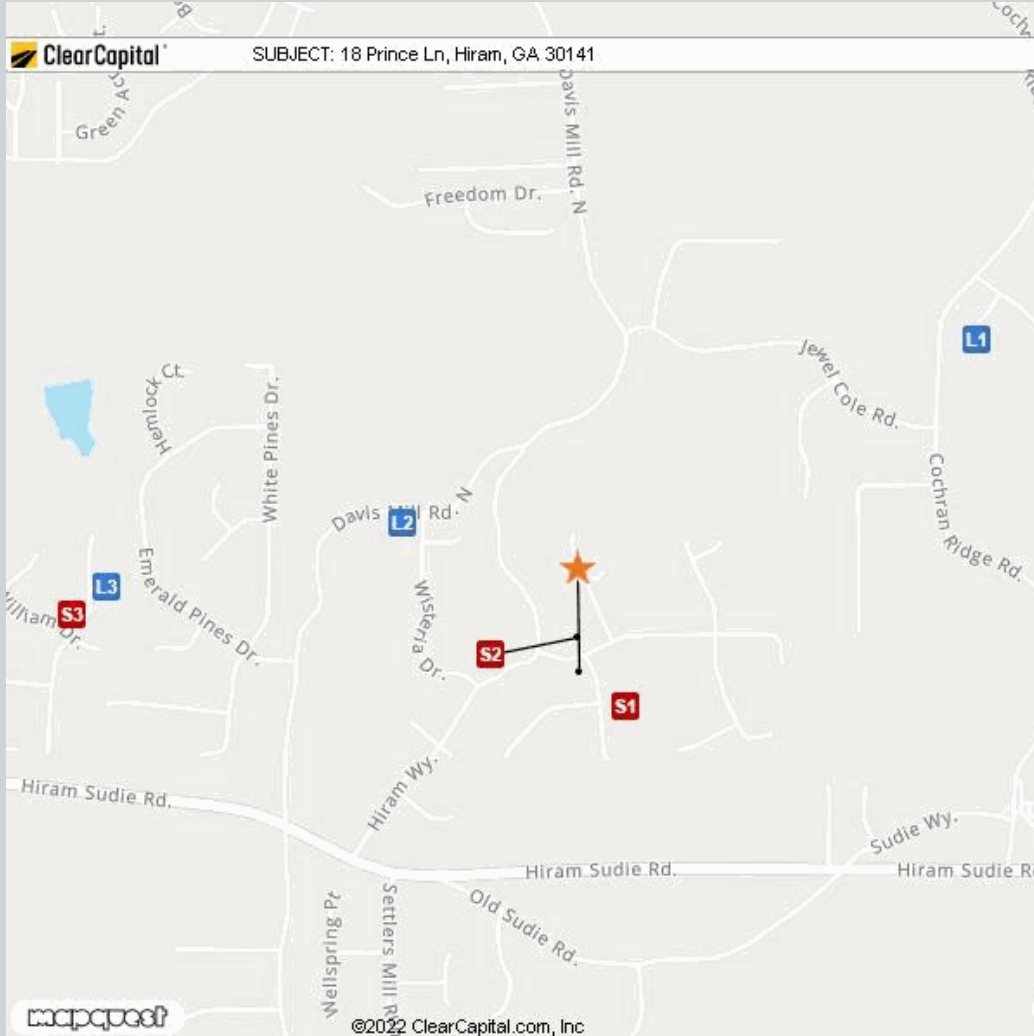 ClearCapital
SUBJECT: 18 Prince Ln, Hiram, GA 30141
Green
Davis Mill Rd. N
Freedom Dr.
L1
Jewel Cole Rd.
Hemlock Ct.
White Pines Dr.
Cochran Ridge Rd.
Davis Mill Rd. N
L2
L3
S3
William Dr.
Emerald Pines Dr.
Wisteria Dr.
S2
S1
Hiram Sudie Rd.
Hiram Wy.
Sudie Wy.
Hiram Sudie Rd.
Hiram Sudie
Old Sudie Rd.
Wellspring Pt
Settlers Mill
mapquest
©2022 ClearCapital.com, Inc